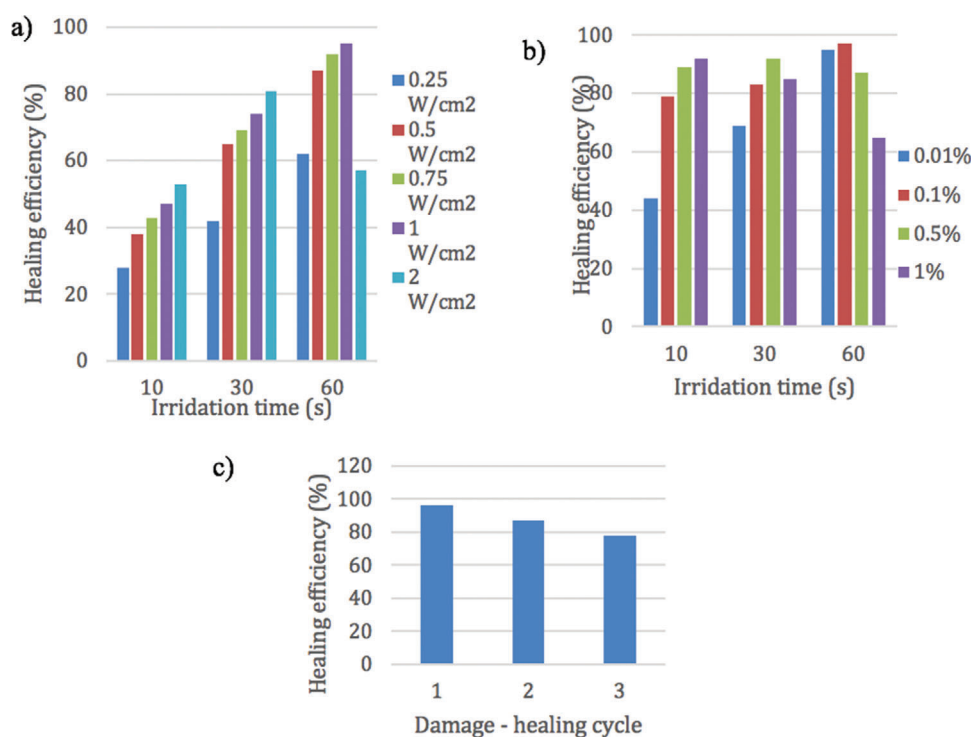 a)
Healing efficiency (%)
100
80
60
40
20
0
10 30 60
Irridation time (s)
0.25
W/cm2
0.5
W/cm2
0.75
W/cm2
1
W/cm2
2
W/cm2
b)
Healing efficiency (%)
100
80
60
40
20
0
10 30 60
Irridation time (s)
0.01%
0.1%
0.5%
1%
c)
Healing efficiency (%)
120
100
80
60
40
20
0
1 2 3
Damage - healing cycle